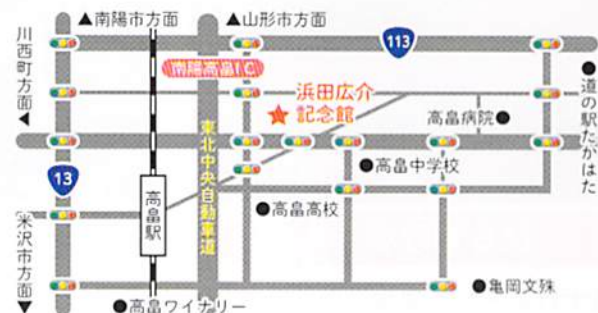 ▲南陽市方面
▲山形市方面
川西町方面▲
113
南陽高畠IC
浜田広介
記念館
高畠病院●
●道の駅たかはた
●高畠中学校
13
高畠駅
東北中央自動車道
●高畠高校
米沢市方面▼
●高畠ワイナリー
●亀岡文殊